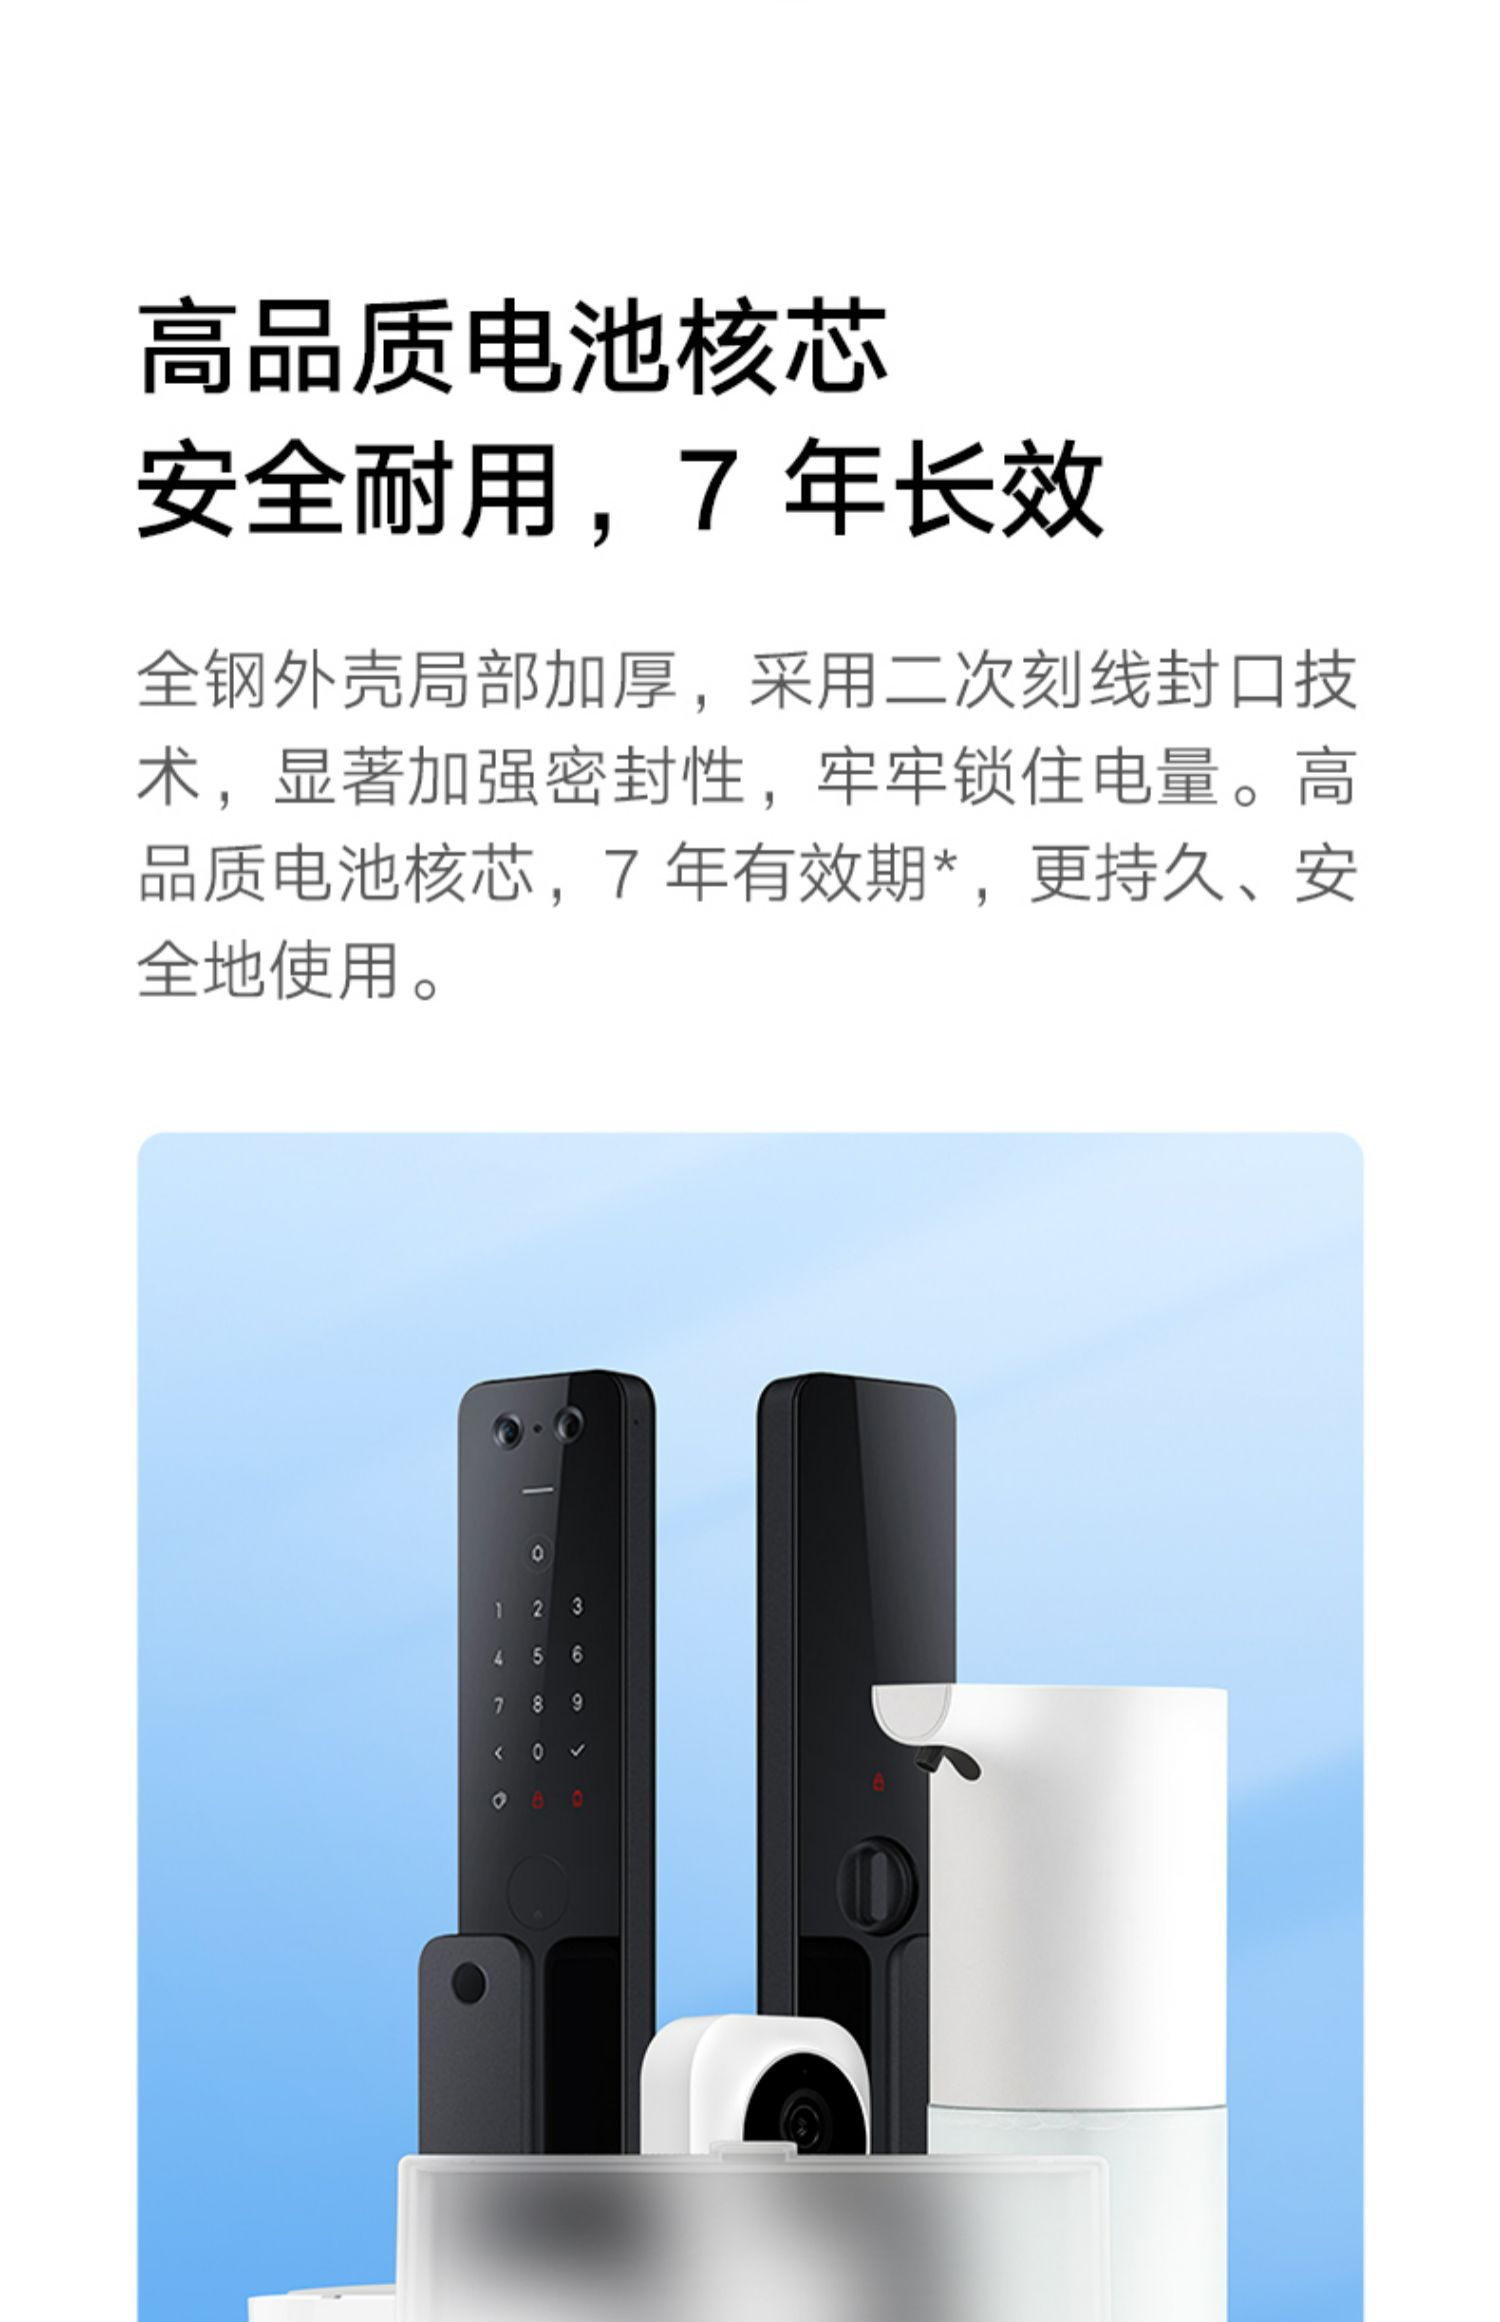 高品质电池核芯
安全耐用，7 年长效
全钢外壳局部加厚，采用二次刻线封口技
术，显著加强密封性，牢牢锁住电量。高
品质电池核芯，7 年有效期*，更持久、安
全地使用。
1 2 3
4 5 6
7 8 9
0